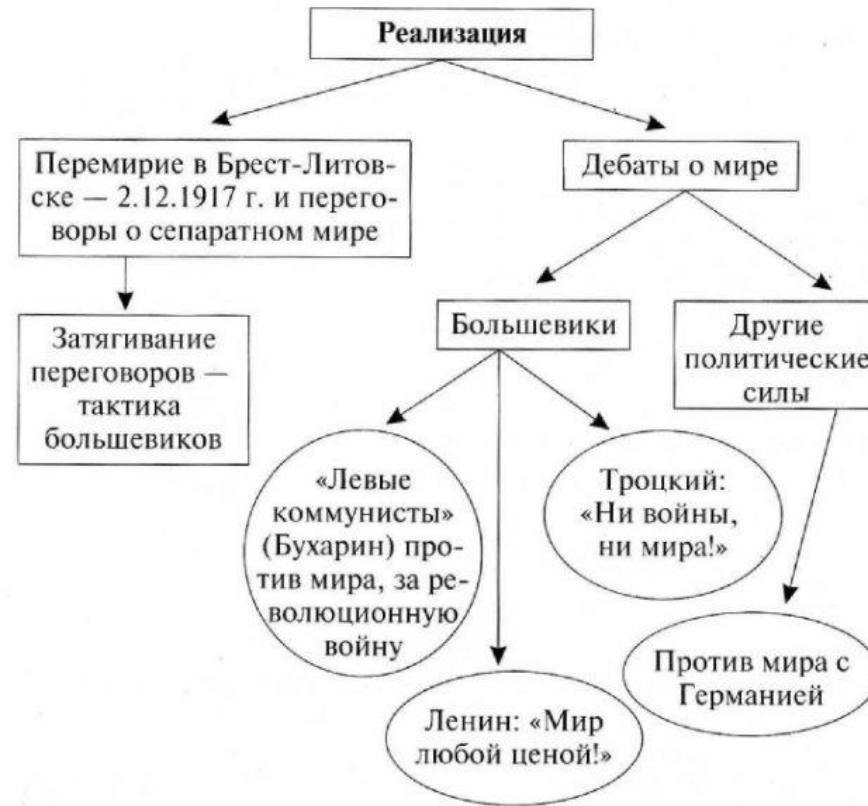 Реализация
Перемирие в Брест-Литов-
ске — 2.12.1917 г. и перего-
воры о сепаратном мире
Дебаты о мире
Затягивание
переговоров —
тактика
большевиков
Большевики
Другие
политические
силы
«Левые
коммунисты»
(Бухарин) про-
тив мира, за ре-
волюционную
войну
Троцкий:
«Ни войны,
ни мира!»
Ленин: «Мир
любой ценой!»
Против мира с
Германией